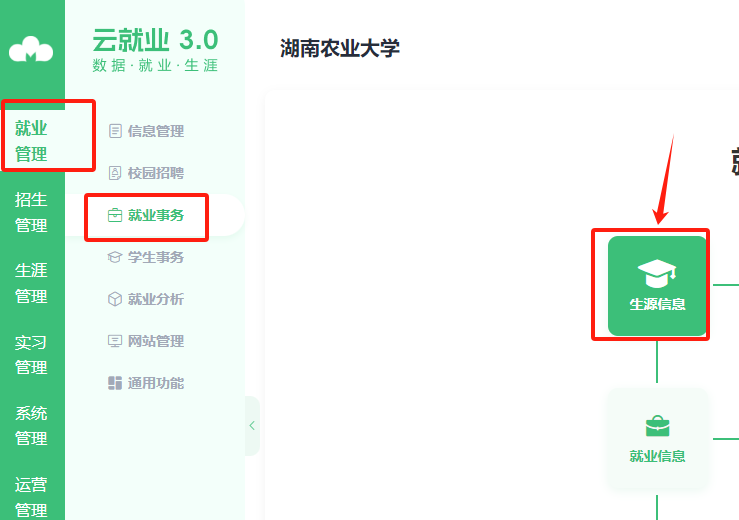 云就业 3.0
数据·就业·生涯
湖南农业大学
就业
管理
招生
管理
生涯
管理
实习
管理
系统
管理
运营
管理
信息管理
校园招聘
就业事务
学生事务
就业分析
网站管理
通用功能
生源信息
就业信息